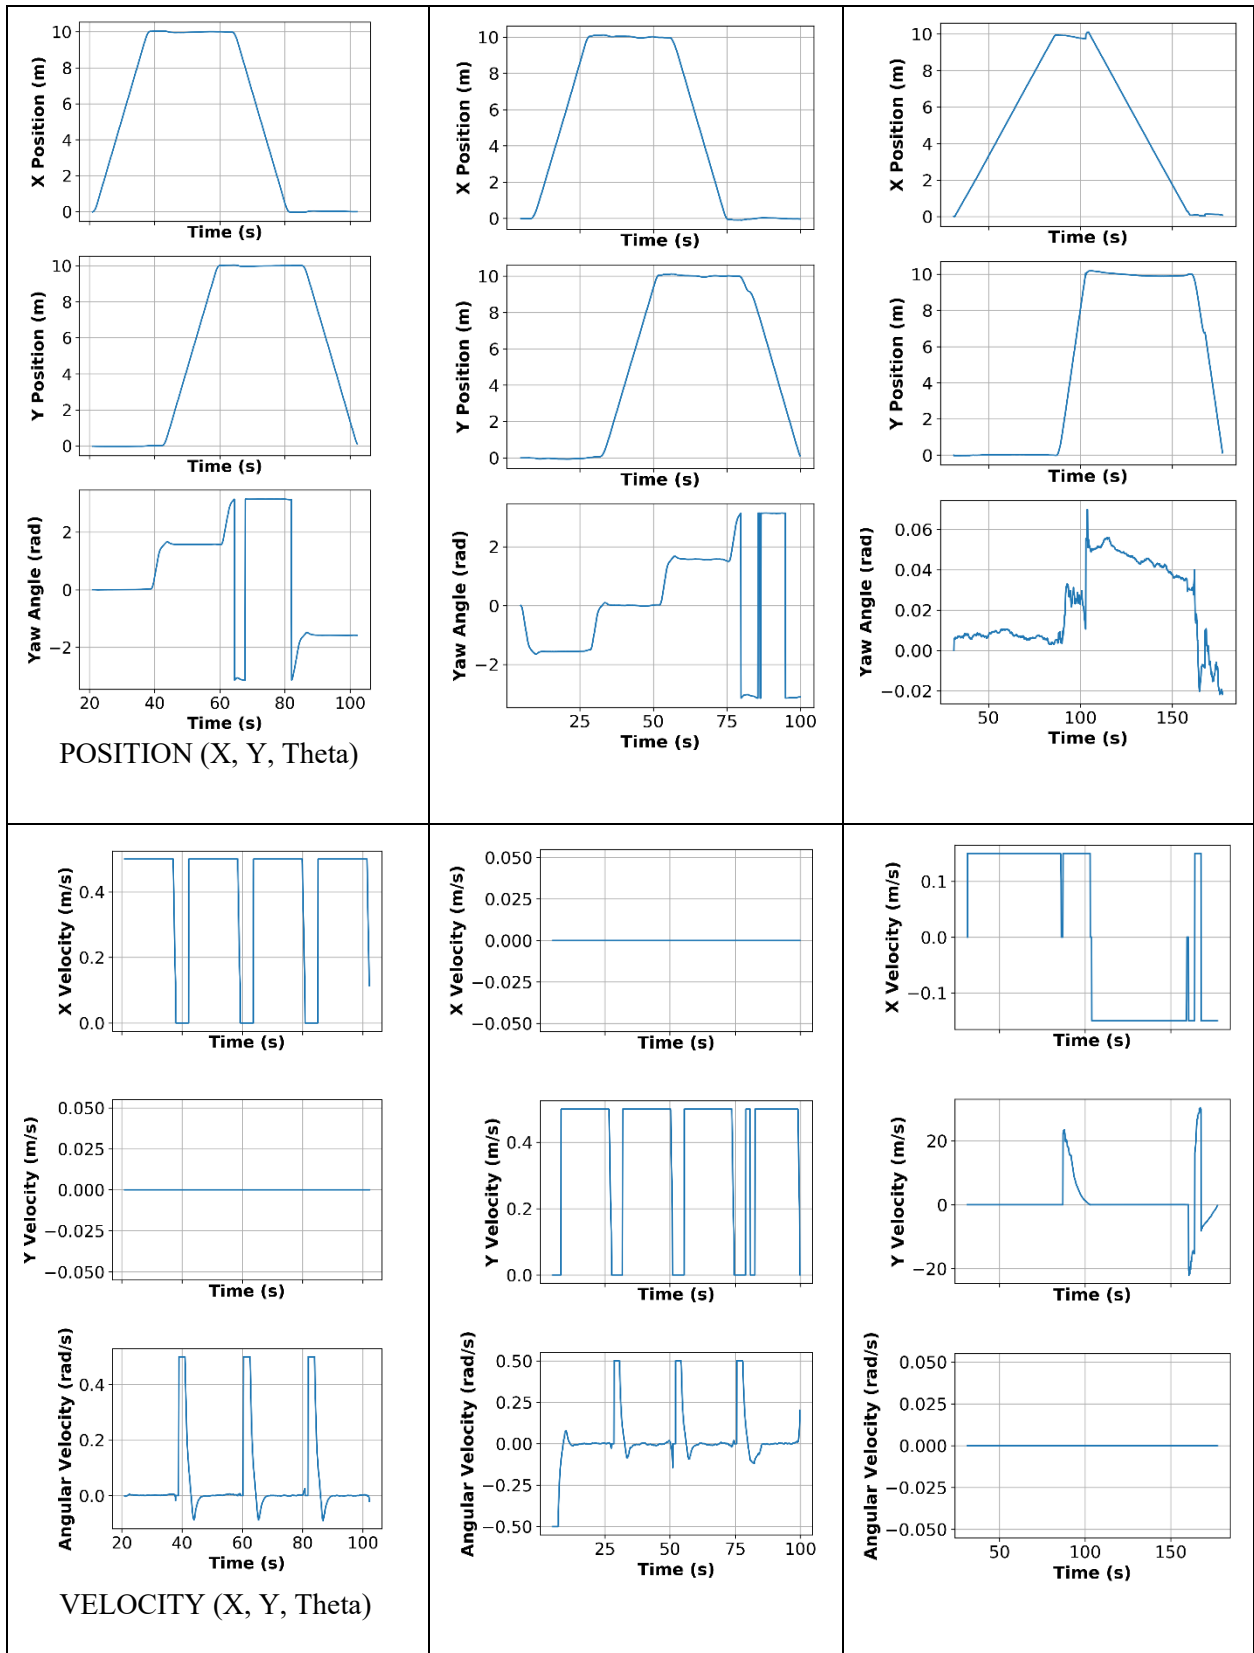 10
8
6
4
2
0
X Position (m)
Time (s)
10
8
6
4
2
0
Y Position (m)
Time (s)
2
0
−2
Yaw Angle (rad)
20 40 60 80 100
Time (s)
POSITION (X, Y, Theta)
10
8
6
4
2
0
X Position (m)
Time (s)
10
8
6
4
2
0
Y Position (m)
Time (s)
2
0
−2
Yaw Angle (rad)
25 50 75 100
Time (s)
10
8
6
4
2
0
X Position (m)
Time (s)
10
8
6
4
2
0
Y Position (m)
Time (s)
0.06
0.04
0.02
0.00
−0.02
Yaw Angle (rad)
50 100 150
Time (s)
0.4
0.2
0.0
X Velocity (m/s)
Time (s)
0.050
0.025
0.000
−0.025
−0.050
Y Velocity (m/s)
Time (s)
0.4
0.2
0.0
Angular Velocity (rad/s)
20 40 60 80 100
Time (s)
VELOCITY (X, Y, Theta)
0.050
0.025
0.000
−0.025
−0.050
X Velocity (m/s)
Time (s)
0.4
0.2
0.0
Y Velocity (m/s)
Time (s)
0.50
0.25
0.00
−0.25
−0.50
Angular Velocity (rad/s)
25 50 75 100
Time (s)
0.1
0.0
−0.1
X Velocity (m/s)
Time (s)
20
0
−20
Y Velocity (m/s)
Time (s)
0.050
0.025
0.000
−0.025
−0.050
Angular Velocity (rad/s)
50 100 150
Time (s)